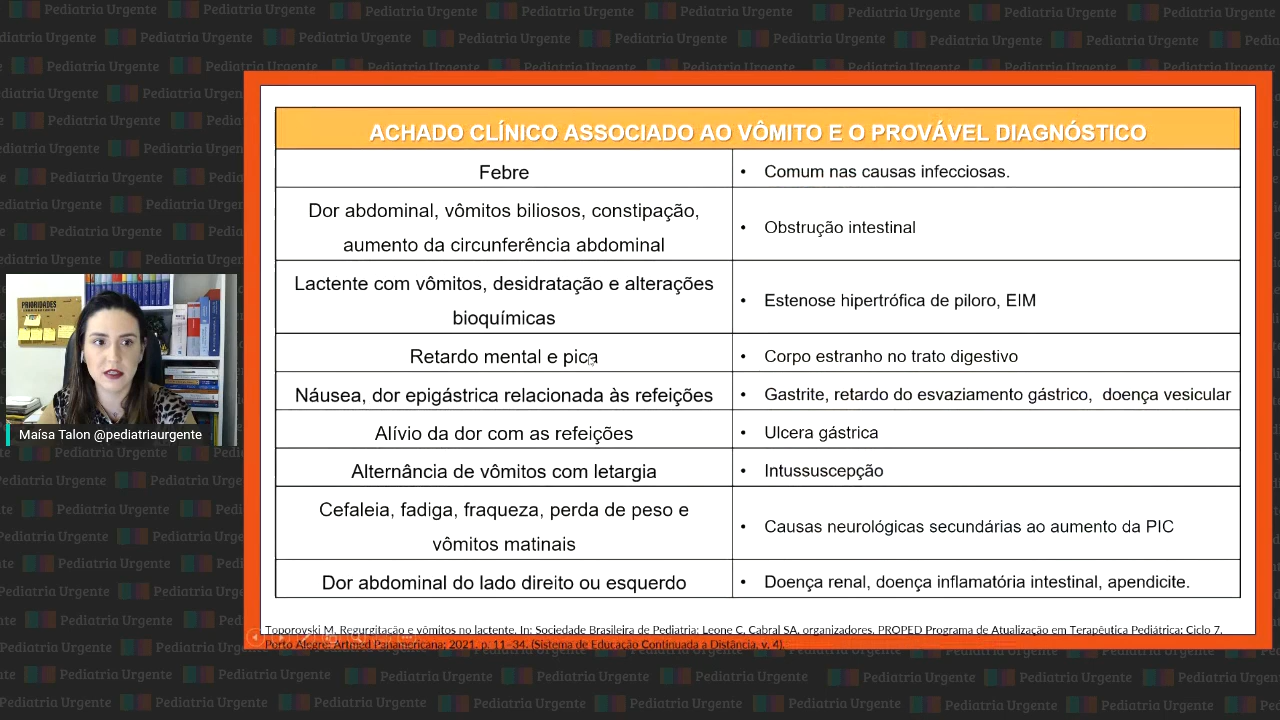 ACHADO CLÍNICO ASSOCIADO AO VÔMITO E O PROVÁVEL DIAGNÓSTICO
Febre
• Comum nas causas infecciosas.
Dor abdominal, vômitos biliosos, constipação,
aumento da circunferência abdominal
• Obstrução intestinal
Lactente com vômitos, desidratação e alterações
bioquímicas
• Estenose hipertrófica de piloro, EIM
Retardo mental e pica
• Corpo estranho no trato digestivo
Náusea, dor epigástrica relacionada às refeições
• Gastrite, retardo do esvaziamento gástrico, doença vesicular
Alívio da dor com as refeições
• Ulcera gástrica
Alternância de vômitos com letargia
• Intussuscepção
Cefaleia, fadiga, fraqueza, perda de peso e
vômitos matinais
• Causas neurológicas secundárias ao aumento da PIC
Dor abdominal do lado direito ou esquerdo
• Doença renal, doença inflamatória intestinal, apendicite.
Toporovski M. Regurgitação e vômitos no lactente. In: Sociedade Brasileira de Pediatria; Leone C, Cabral SA, organizadores. PROPED Programa de Atualização em Terapêutica Pediátrica: Ciclo 7.
Porto Alegre: Artmed Panamericana; 2021. p. 11-34. (Sistema de Educação Continuada a Distância, v. 4).
PRIORIDADES
Maísa Talon @pediatriaurgente
Pediatria Urgente